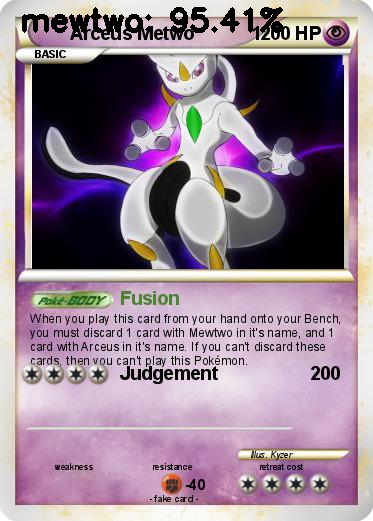 mewtwo: 95.41%
Arceus Metwo 1200 HP
BASIC
Poké-BODY Fusion
When you play this card from your hand onto your Bench,
you must discard 1 card with Mewtwo in it's name, and 1
card with Arceus in it's name. If you can't discard these
cards, then you can't play this Pokémon.
Judgement 200
Illus. Kyzer
weakness resistance retreat cost
-40
- fake card -